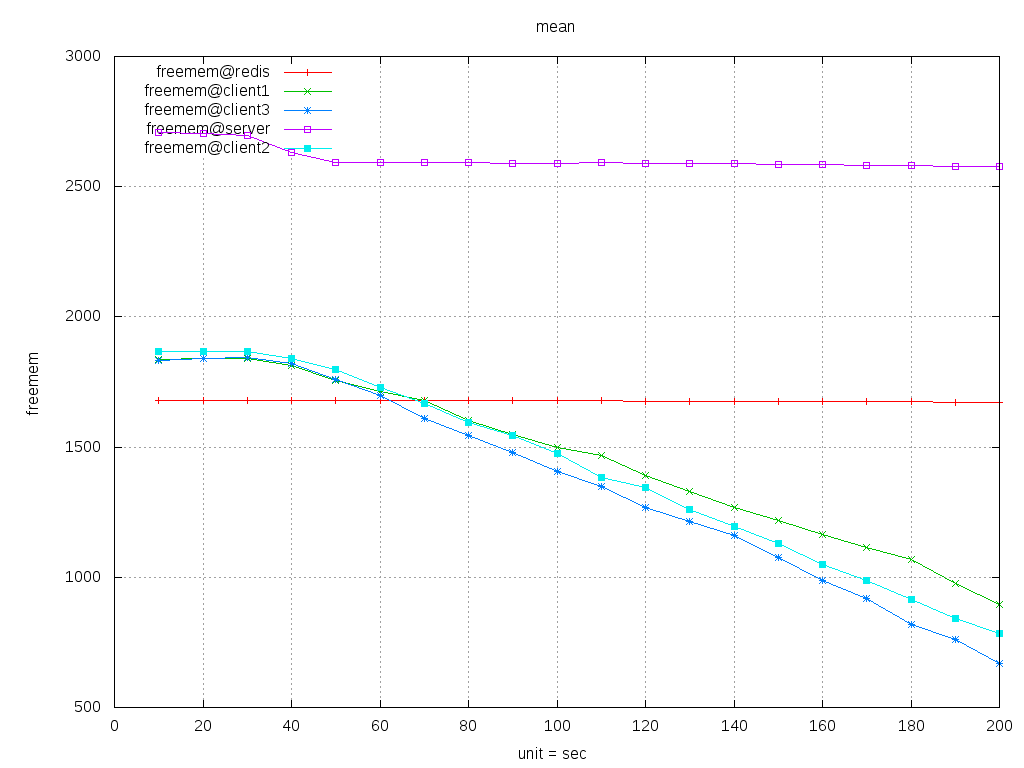 mean
3000
freemem@redis
freemem@client1
freemem@client3
freemem@server
freemem@client2
2500
2000
freemem
1500
1000
500
0 20 40 60 80 100 120 140 160 180 200
unit = sec